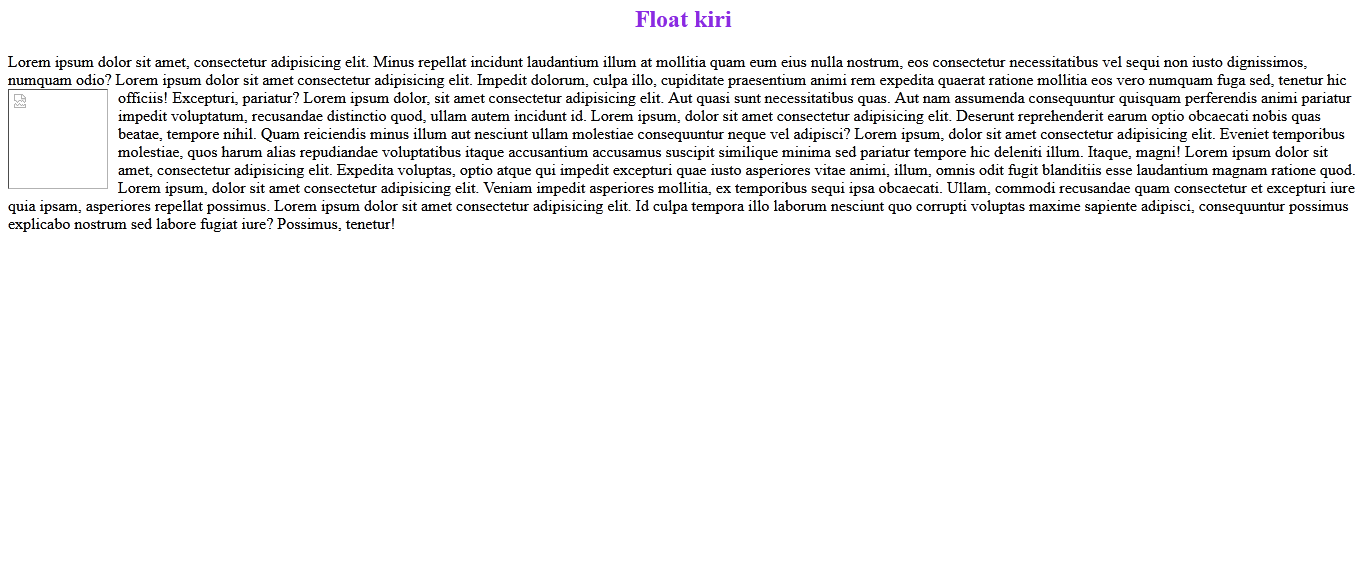 Float kiri
Lorem ipsum dolor sit amet, consectetur adipisicing elit. Minus repellat incidunt laudantium illum at mollitia quam eum eius nulla nostrum, eos consectetur necessitatibus vel sequi non iusto dignissimos,
numquam odio? Lorem ipsum dolor sit amet consectetur adipisicing elit. Impedit dolorum, culpa illo, cupiditate praesentium animi rem expedita quaerat ratione mollitia eos vero numquam fuga sed, tenetur hic
officiis! Excepturi, pariatur? Lorem ipsum dolor, sit amet consectetur adipisicing elit. Aut quasi sunt necessitatibus quas. Aut nam assumenda consequuntur quisquam perferendis animi pariatur
impedit voluptatum, recusandae distinctio quod, ullam autem incidunt id. Lorem ipsum, dolor sit amet consectetur adipisicing elit. Deserunt reprehenderit earum optio obcaecati nobis quas
beatae, tempore nihil. Quam reiciendis minus illum aut nesciunt ullam molestiae consequuntur neque vel adipisci? Lorem ipsum, dolor sit amet consectetur adipisicing elit. Eveniet temporibus
molestiae, quos harum alias repudiandae voluptatibus itaque accusantium accusamus suscipit similique minima sed pariatur tempore hic deleniti illum. Itaque, magni! Lorem ipsum dolor sit
amet, consectetur adipisicing elit. Expedita voluptas, optio atque qui impedit excepturi quae iusto asperiores vitae animi, illum, omnis odit fugit blanditiis esse laudantium magnam ratione quod.
Lorem ipsum, dolor sit amet consectetur adipisicing elit. Veniam impedit asperiores mollitia, ex temporibus sequi ipsa obcaecati. Ullam, commodi recusandae quam consectetur et excepturi iure
quia ipsam, asperiores repellat possimus. Lorem ipsum dolor sit amet consectetur adipisicing elit. Id culpa tempora illo laborum nesciunt quo corrupti voluptas maxime sapiente adipisci, consequuntur possimus
explicabo nostrum sed labore fugiat iure? Possimus, tenetur!